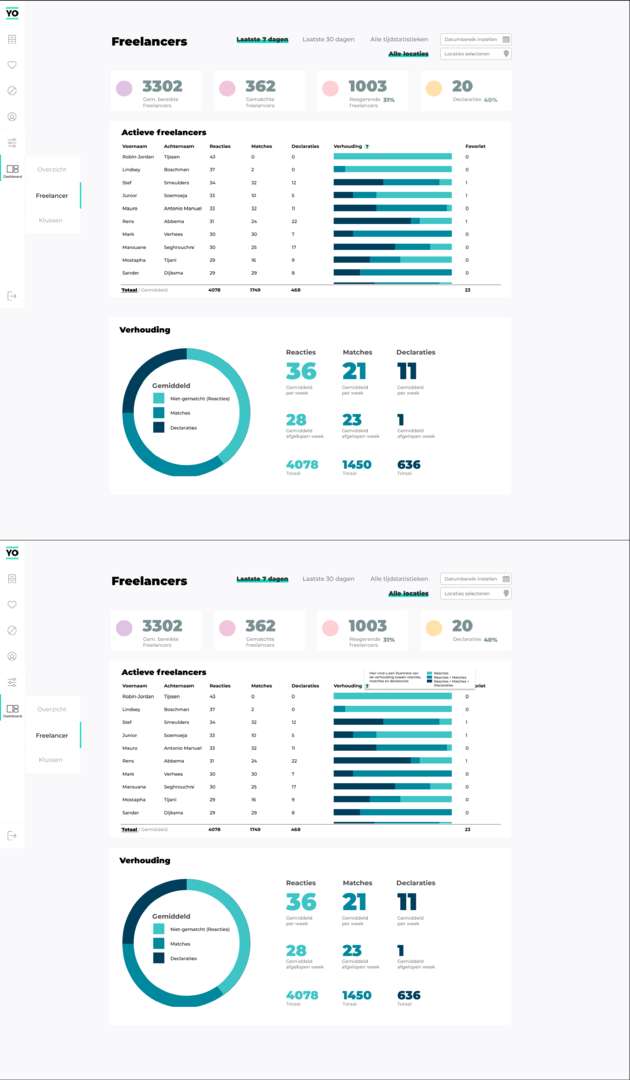 YO
Freelancers
Laatste 7 dagen
Laatste 30 dagen
Alle tijdstatistieken
Datumbereik instellen
Alle locaties
Locaties selecteren
3302
Gem. bereikte
freelancers
362
Gematchte
freelancers
1003
Reagerende 31%
freelancers
20
Declaraties 40%
Dashboard
Overzicht
Freelancer
Klussen
Actieve freelancers
Voornaam Achternaam Reacties Matches Declaraties Verhouding ? Favoriet
Robin-Jordan Tijssen 43 0 0 0
Lindsey Boschman 37 2 0 0
Stef Smeulders 34 32 12 1
Junior Soemoeja 33 10 5 1
Mauro Antonio Manuel 33 32 11 0
Rens Abbema 31 24 22 1
Mark Verhees 30 30 7 0
Marouane Seghrouchni 30 25 17 0
Mostapha Tijani 29 16 9 0
Sander Dijksma 29 29 8 0
Totaal / Gemiddeld 4078 1749 468 23
Verhouding
Gemiddeld
Niet gematcht (Reacties)
Matches
Declaraties
Reacties Matches Declaraties
36 21 11
Gemiddeld Gemiddeld Gemiddeld
per week per week per week
28 23 1
Gemiddeld Gemiddeld Gemiddeld
afgelopen week afgelopen week afgelopen week
4078 1450 636
Totaal Totaal Totaal
YO
Freelancers
Laatste 7 dagen
Laatste 30 dagen
Alle tijdstatistieken
Datumbereik instellen
Alle locaties
Locaties selecteren
3302
Gem. bereikte
freelancers
362
Gematchte
freelancers
1003
Reagerende 31%
freelancers
20
Declaraties 40%
Dashboard
Overzicht
Freelancer
Klussen
Actieve freelancers
Reacties
Reacties + Matches
Reacties + Matches +
Declaraties
Voornaam Achternaam Reacties Matches Declaraties Verhouding ? oriet
Robin-Jordan Tijssen 43 0 0 0
Lindsey Boschman 37 2 0 0
Stef Smeulders 34 32 12 1
Junior Soemoeja 33 10 5 1
Mauro Antonio Manuel 33 32 11 0
Rens Abbema 31 24 22 1
Mark Verhees 30 30 7 0
Marouane Seghrouchni 30 25 17 0
Mostapha Tijani 29 16 9 0
Sander Dijksma 29 29 8 0
Totaal / Gemiddeld 4078 1749 468 23
Verhouding
Gemiddeld
Niet gematcht (Reacties)
Matches
Declaraties
Reacties Matches Declaraties
36 21 11
Gemiddeld Gemiddeld Gemiddeld
per week per week per week
28 23 1
Gemiddeld Gemiddeld Gemiddeld
afgelopen week afgelopen week afgelopen week
4078 1450 636
Totaal Totaal Totaal